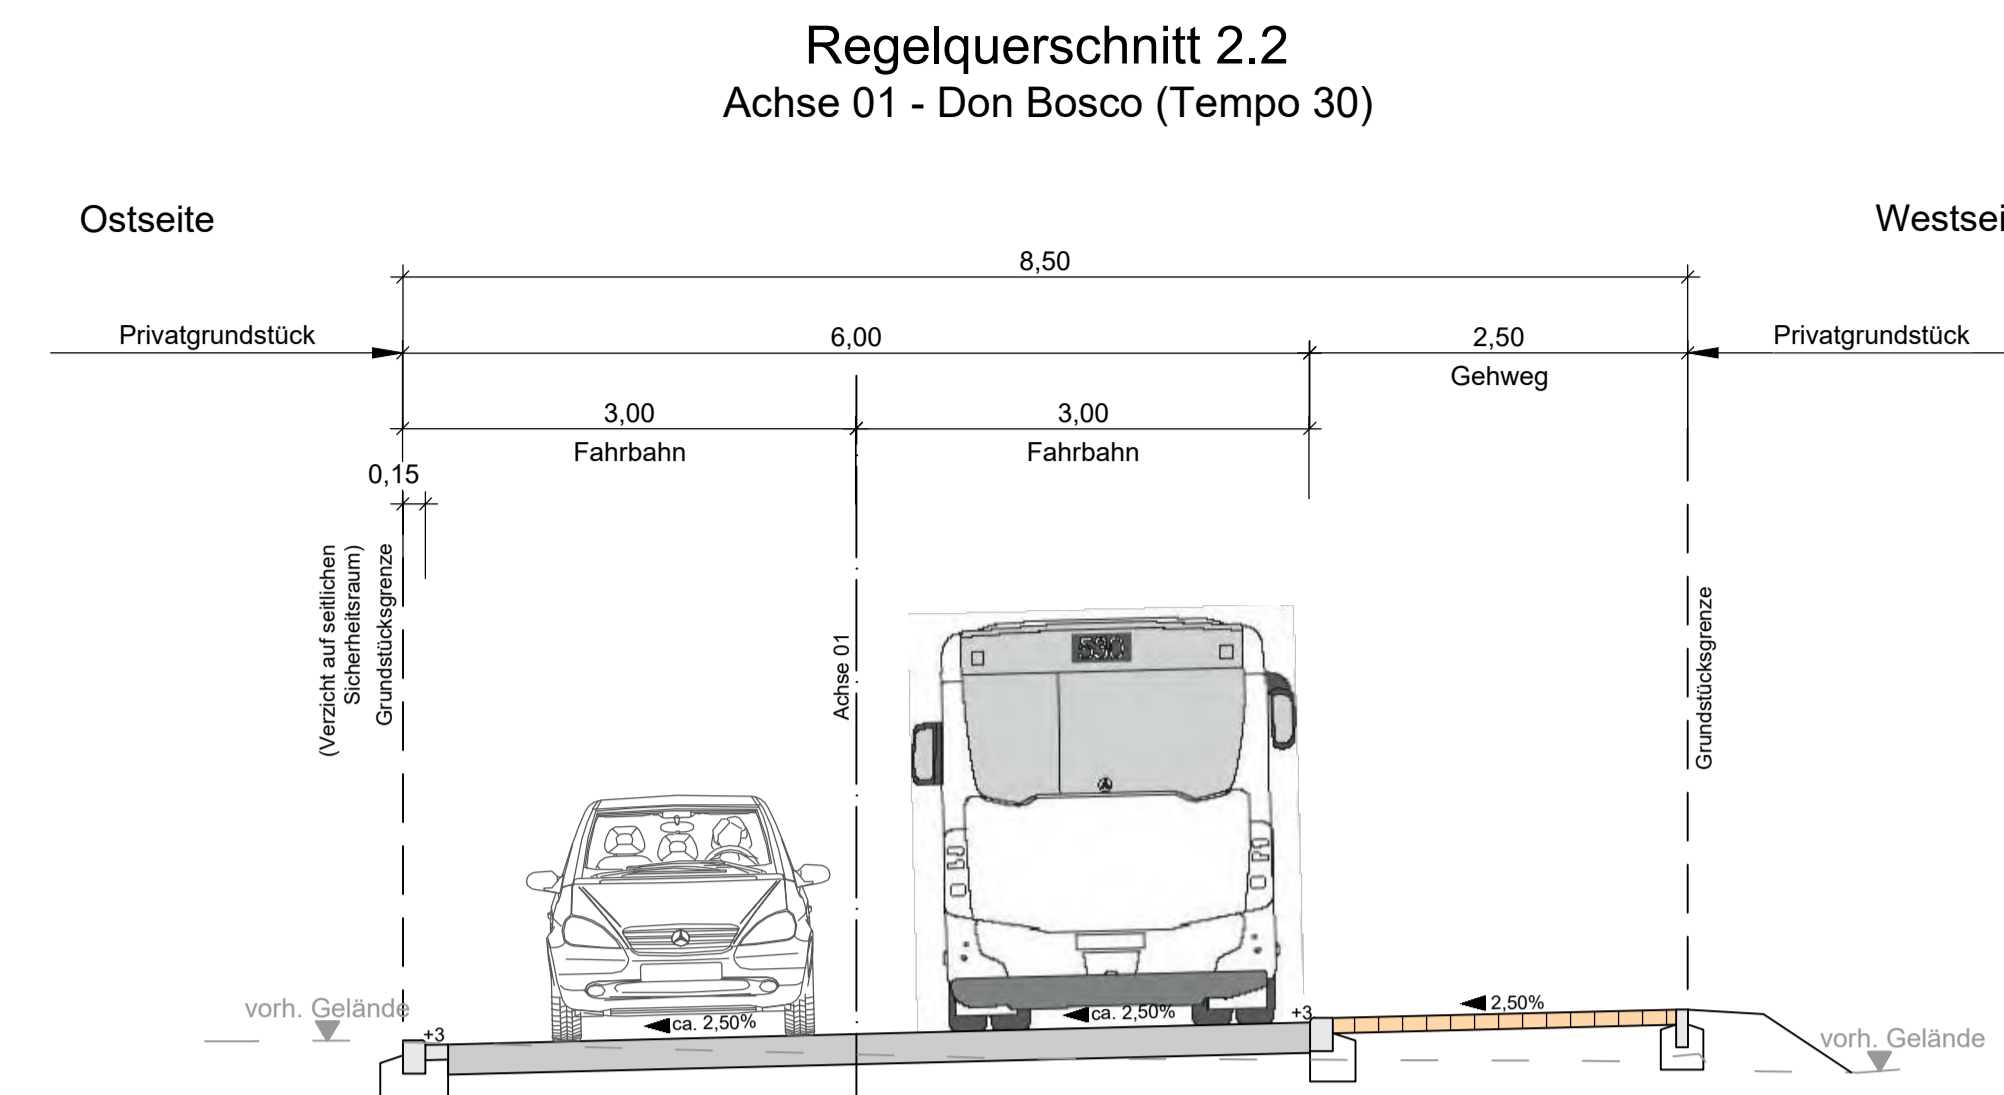 Regelquerschnitt 2.2
Achse 01 - Don Bosco (Tempo 30)
Ostseite
Westsei
8,50
Privatgrundstück
6,00
2,50
Privatgrundstück
Gehweg
3,00
3,00
Fahrbahn
Fahrbahn
0,15
(Verzicht auf seitlichen
Sicherheitsraum)
Grundstücksgrenze
Achse 01
Grundstücksgrenze
530
vorh. Gelände
+3
ca. 2,50%
ca. 2,50%
+3
2,50%
vorh. Gelände